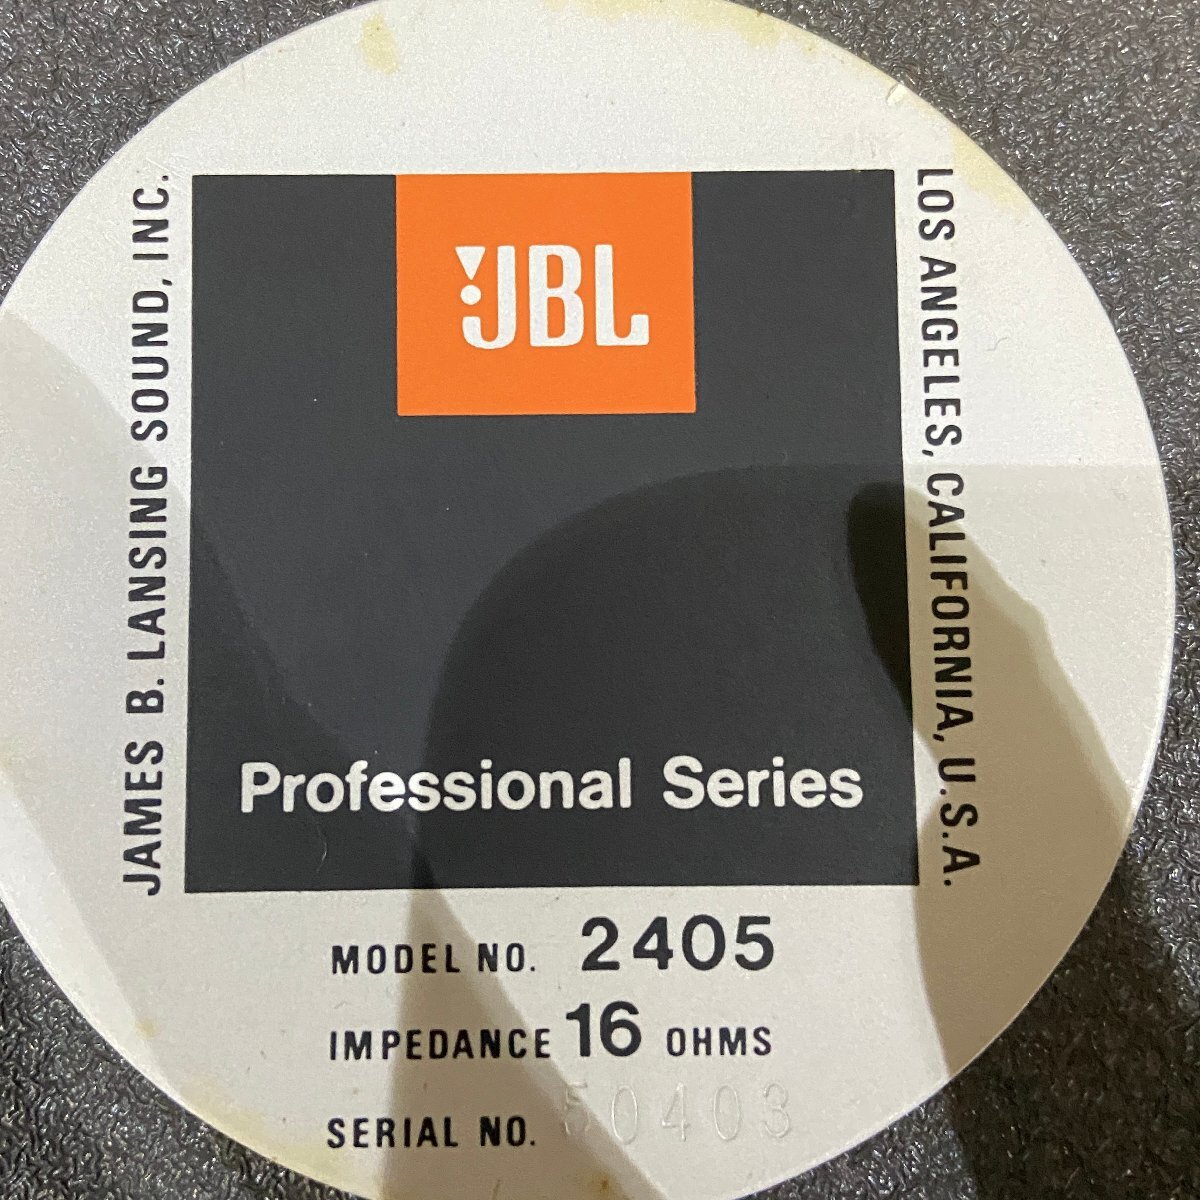 JBL
JAMES B. LANSING SOUND, INC.
LOS ANGELES, CALIFORNIA, U.S.A.
Professional Series
MODEL NO. 2405
IMPEDANCE 16 OHMS
SERIAL NO. 50403